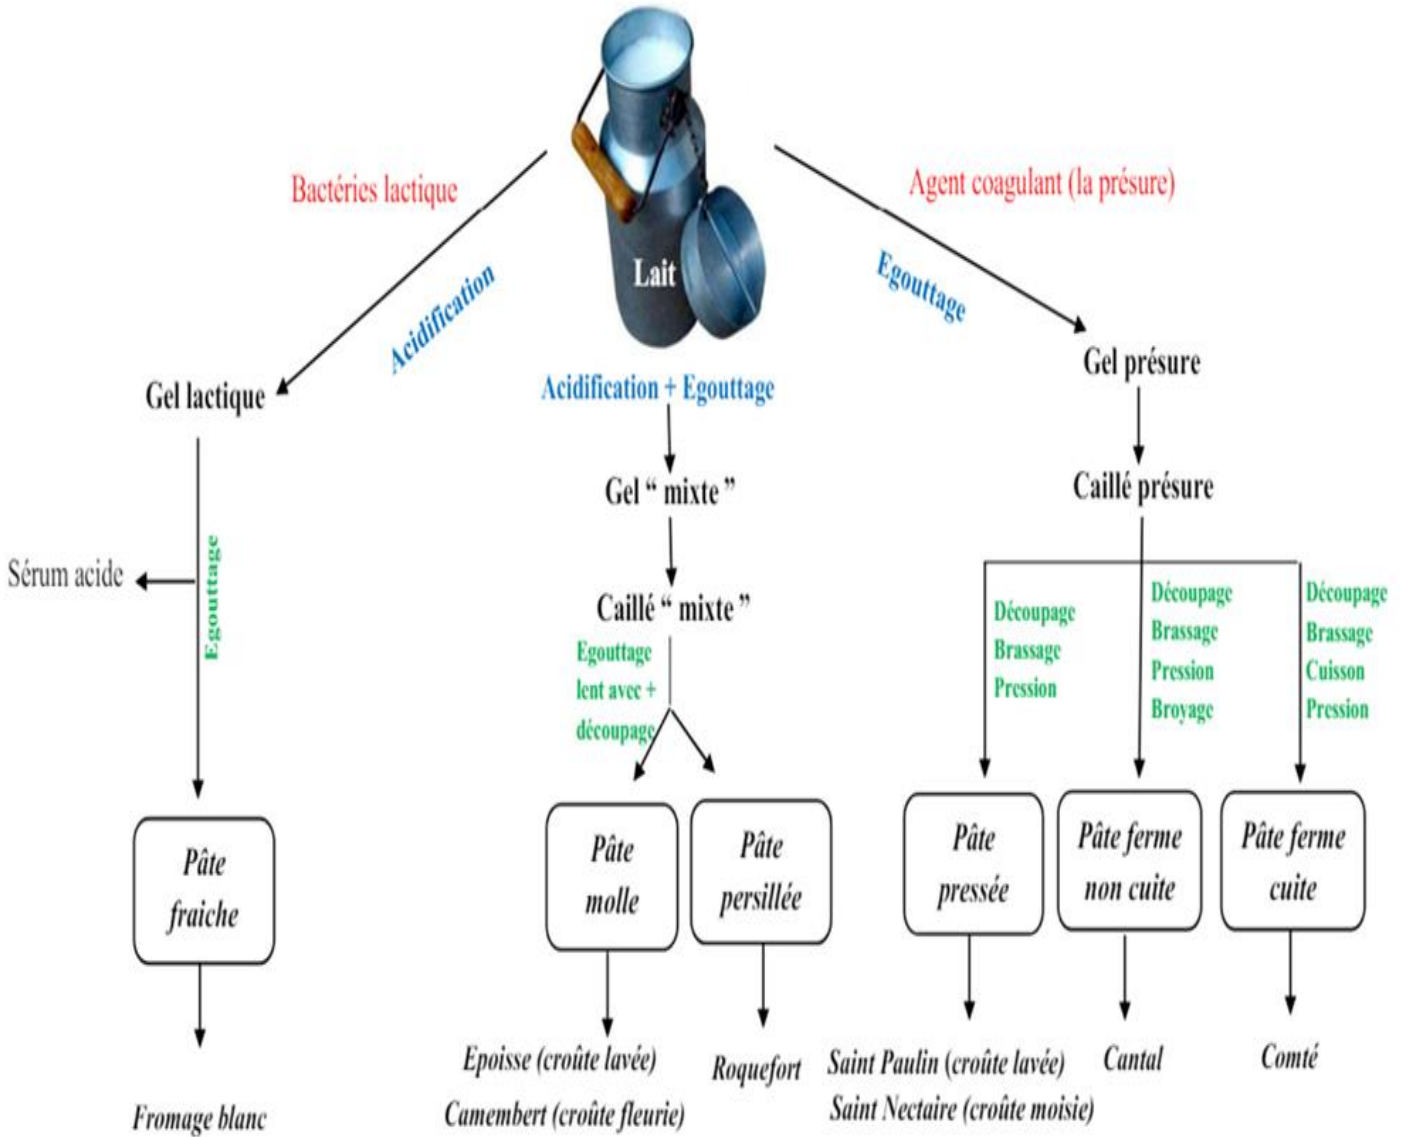 Bactéries lactique
Agent coagulant (la présure)
Lait
Acidification
Egouttage
Gel lactique
Acidification + Egouttage
Gel présure
Gel “ mixte ”
Caillé présure
Sérum acide
Egouttage
Caillé “ mixte ”
Egouttage
lent avec +
découpage
Découpage
Brassage
Pression
Découpage
Brassage
Pression
Broyage
Découpage
Brassage
Cuisson
Pression
Pâte
fraiche
Pâte
molle
Pâte
persillée
Pâte
pressée
Pâte ferme
non cuite
Pâte ferme
cuite
Fromage blanc
Epoisse (croûte lavée)
Camembert (croûte fleurie)
Roquefort
Saint Paulin (croûte lavée)
Saint Nectaire (croûte moisie)
Cantal
Comté